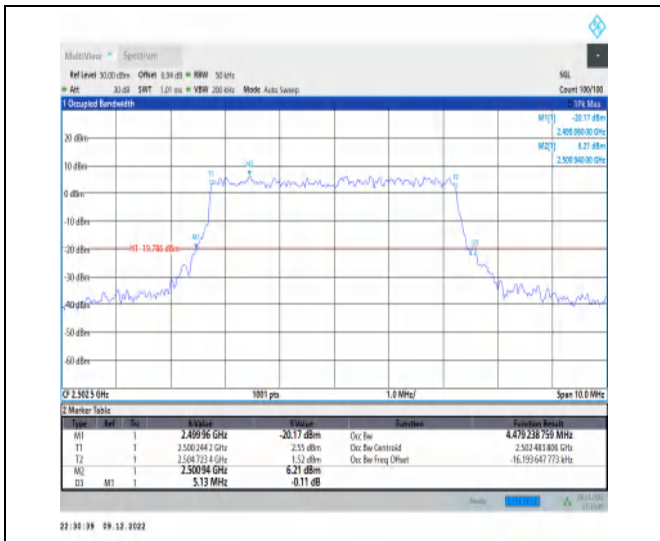 MultiView Spectrum
Ref Level 30.00 dBm Offset 8.94 dB RBW 50 kHz SGL
Att 30 dB SWT 1.01 ms VBW 200 kHz Mode Auto Sweep Count 100/100
1 Occupied Bandwidth 1Pk Max
M1[1] -20.17 dBm
2.499 960 00 GHz
M2[1] 6.21 dBm
2.500 940 00 GHz
20 dBm
10 dBm
0 dBm
-10 dBm
-20 dBm
-30 dBm
-40 dBm
-50 dBm
-60 dBm
T1
T2
CF 2.502 5 GHz 1001 pts 1.0 MHz/ Span 10.0 MHz
2 Marker Table
Type Ref Trc X-Value Y-Value Function Function Result
M1 1 2.499 96 GHz -20.17 dBm Occ Bw 4.479 238 759 MHz
T1 1 2.500 244 2 GHz 2.55 dBm Occ Bw Centroid 2.502 483 806 GHz
T2 1 2.504 723 4 GHz 1.52 dBm Occ Bw Freq Offset -16.193 647 773 kHz
M2 1 2.500 94 GHz 6.21 dBm
D3 M1 1 5.13 MHz -0.11 dB
Ready
22:30:39 09.12.2022